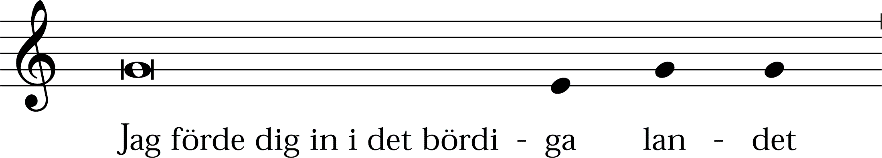 Jag förde dig in i det bördi - ga lan - det